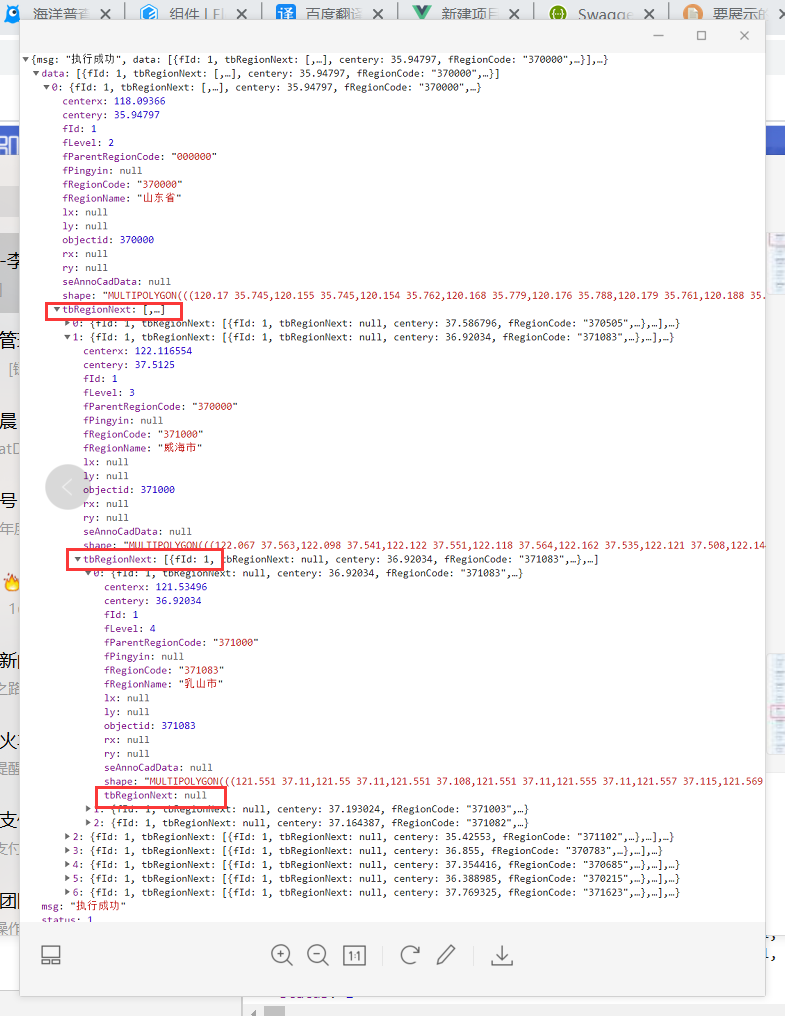 海洋普查
组件 | El
百度翻译
新建项目
Swagge
要展示的
{msg: "执行成功", data: [{fId: 1, tbRegionNext: [,…], centery: 35.94797, fRegionCode: "370000",…}],…}
data: [{fId: 1, tbRegionNext: [,…], centery: 35.94797, fRegionCode: "370000",…}]
0: {fId: 1, tbRegionNext: [,…], centery: 35.94797, fRegionCode: "370000",…}
centerx: 118.09366
centery: 35.94797
fId: 1
fLevel: 2
fParentRegionCode: "000000"
fPingyin: null
fRegionCode: "370000"
fRegionName: "山东省"
lx: null
ly: null
objectid: 370000
rx: null
ry: null
seAnnoCadData: null
shape: "MULTIPOLYGON(((120.17 35.745,120.155 35.745,120.154 35.762,120.168 35.779,120.176 35.788,120.179 35.761,120.188 35.
tbRegionNext: [,…]
0: {fId: 1, tbRegionNext: [{fId: 1, tbRegionNext: null, centery: 37.586796, fRegionCode: "370505",…},…],…}
1: {fId: 1, tbRegionNext: [{fId: 1, tbRegionNext: null, centery: 36.92034, fRegionCode: "371083",…},…],…}
centerx: 122.116554
centery: 37.5125
fId: 1
fLevel: 3
fParentRegionCode: "370000"
fPingyin: null
fRegionCode: "371000"
fRegionName: "威海市"
lx: null
ly: null
objectid: 371000
rx: null
ry: null
seAnnoCadData: null
shape: "MULTIPOLYGON(((122.067 37.563,122.098 37.541,122.122 37.551,122.118 37.564,122.162 37.535,122.121 37.508,122.144
tbRegionNext: [{fId: 1, tbRegionNext: null, centery: 36.92034, fRegionCode: "371083",…},…]
0: {fId: 1, tbRegionNext: null, centery: 36.92034, fRegionCode: "371083",…}
centerx: 121.53496
centery: 36.92034
fId: 1
fLevel: 4
fParentRegionCode: "371000"
fPingyin: null
fRegionCode: "371083"
fRegionName: "乳山市"
lx: null
ly: null
objectid: 371083
rx: null
ry: null
seAnnoCadData: null
shape: "MULTIPOLYGON(((121.551 37.11,121.55 37.11,121.551 37.108,121.551 37.11,121.555 37.11,121.557 37.115,121.569
tbRegionNext: null
1: {fId: 1, tbRegionNext: null, centery: 37.193024, fRegionCode: "371003",…}
2: {fId: 1, tbRegionNext: null, centery: 37.164387, fRegionCode: "371082",…}
2: {fId: 1, tbRegionNext: [{fId: 1, tbRegionNext: null, centery: 35.42553, fRegionCode: "371102",…},…],…}
3: {fId: 1, tbRegionNext: [{fId: 1, tbRegionNext: null, centery: 36.855, fRegionCode: "370783",…},…],…}
4: {fId: 1, tbRegionNext: [{fId: 1, tbRegionNext: null, centery: 37.354416, fRegionCode: "370685",…},…],…}
5: {fId: 1, tbRegionNext: [{fId: 1, tbRegionNext: null, centery: 36.388985, fRegionCode: "370215",…},…],…}
6: {fId: 1, tbRegionNext: [{fId: 1, tbRegionNext: null, centery: 37.769325, fRegionCode: "371623",…},…],…}
msg: "执行成功"
status: 1
1:1